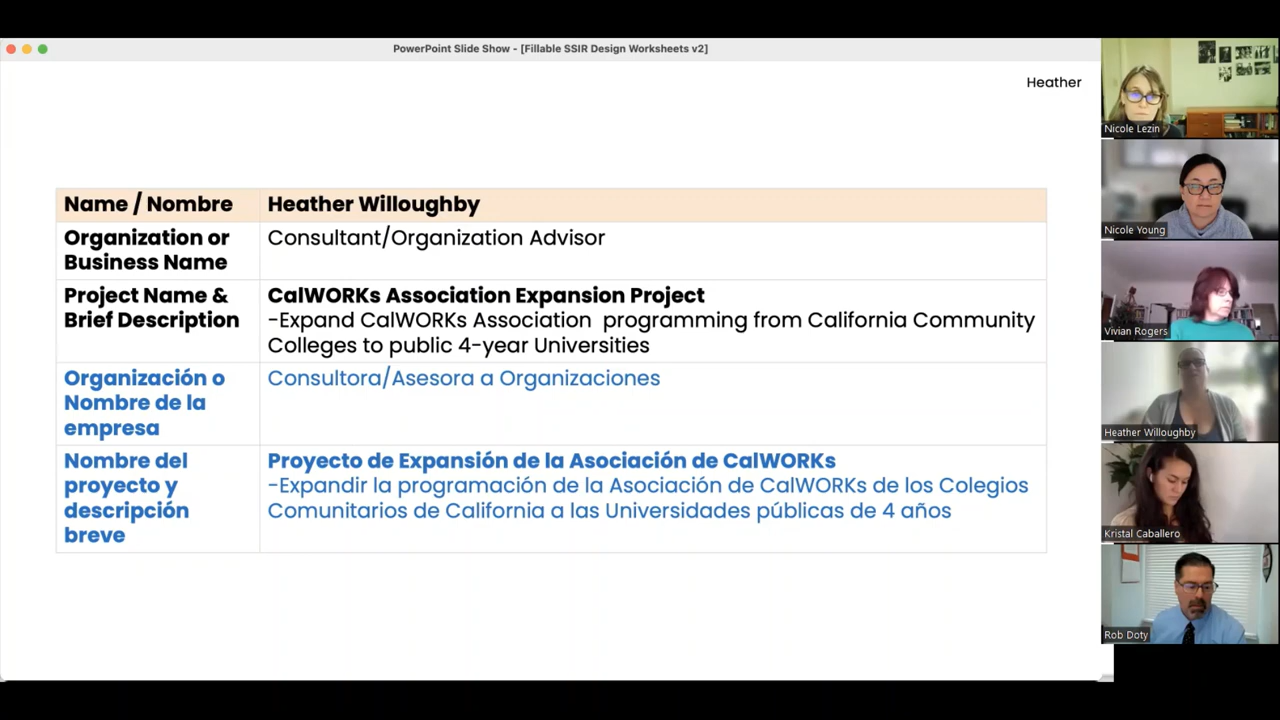 PowerPoint Slide Show - [Fillable SSIR Design Worksheets v2]
Heather
Name / Nombre
Heather Willoughby
Organization or
Business Name
Consultant/Organization Advisor
Project Name &
Brief Description
CalWORKs Association Expansion Project
-Expand CalWORKs Association programming from California Community
Colleges to public 4-year Universities
Organización o
Nombre de la
empresa
Consultora/Asesora a Organizaciones
Nombre del
proyecto y
descripción
breve
Proyecto de Expansión de la Asociación de CalWORKs
-Expandir la programación de la Asociación de CalWORKs de los Colegios
Comunitarios de California a las Universidades públicas de 4 años
Nicole Lezin
Nicole Young
Vivian Rogers
Heather Willoughby
Kristal Caballero
Rob Doty